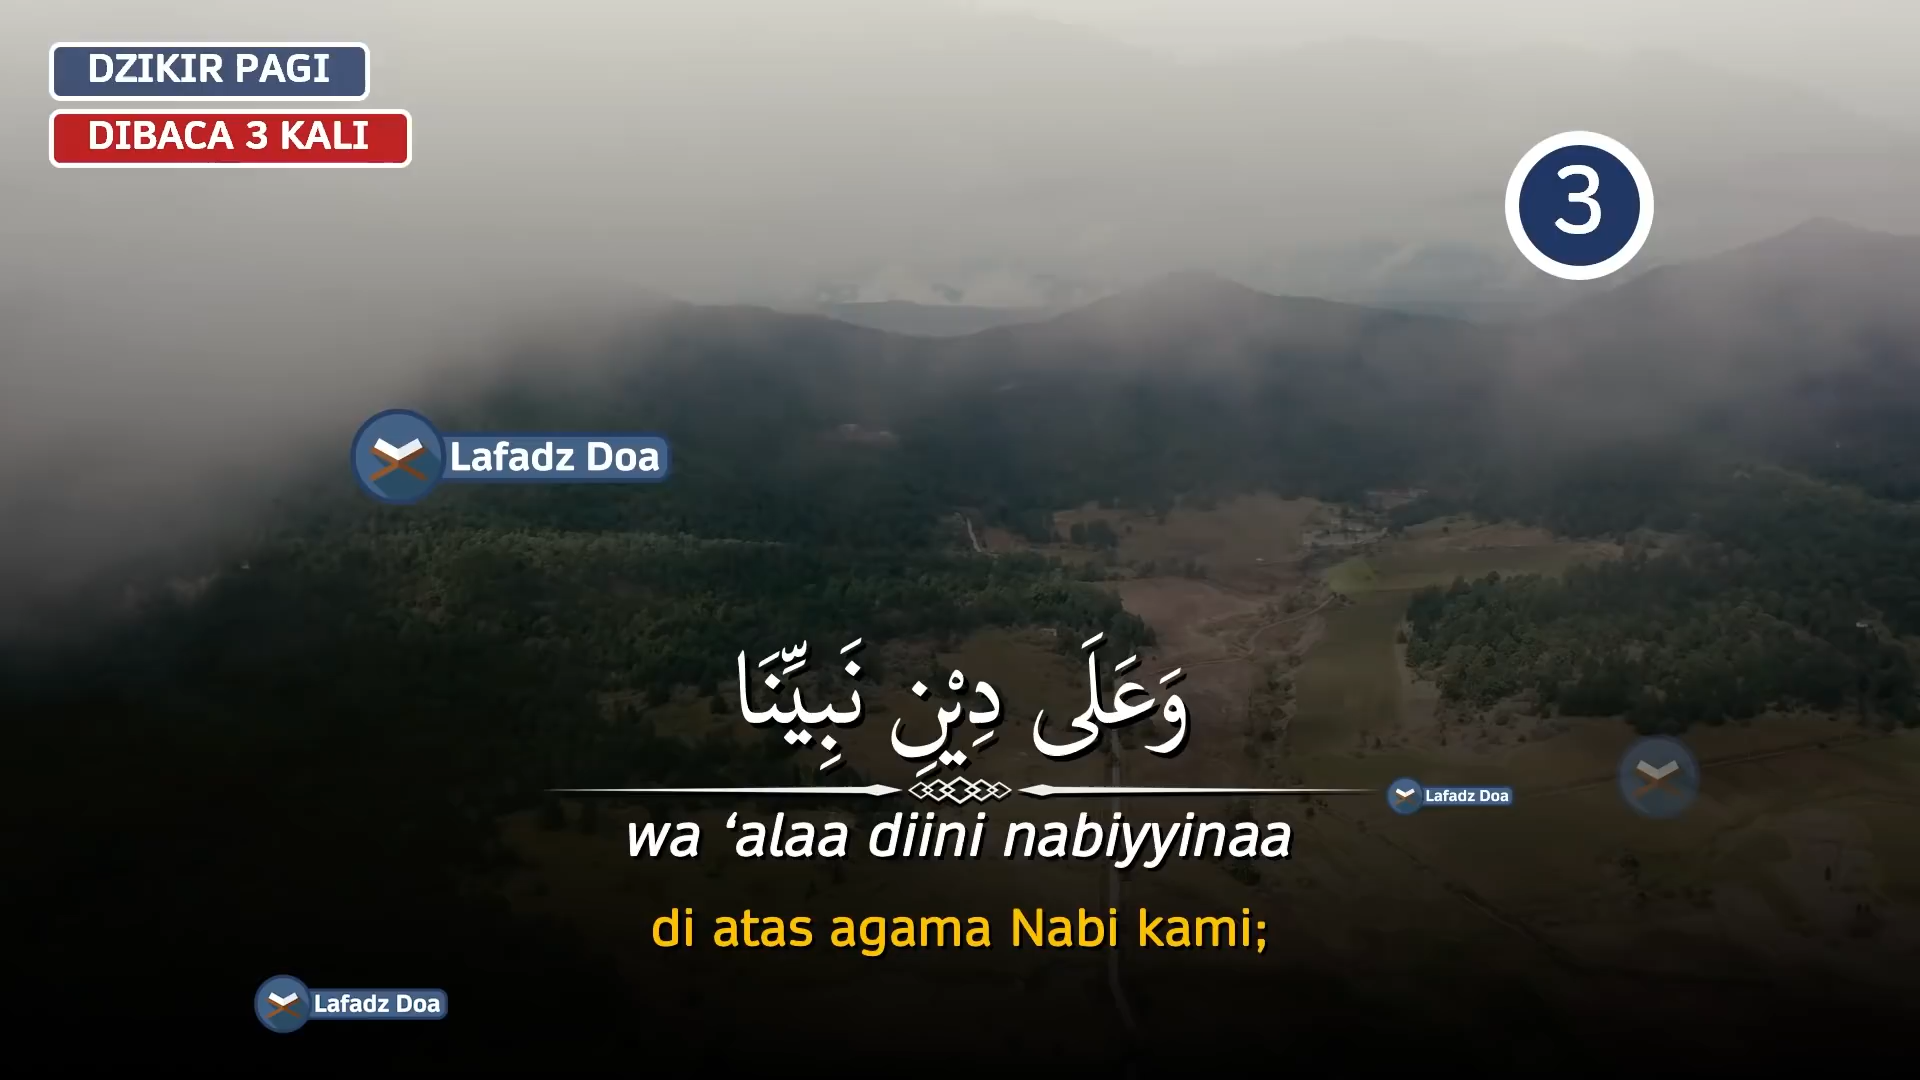 DZIKIR PAGI
DIBACA 3 KALI
3
Lafadz Doa
وَعَلَى دِيْنِ نَبِيِّنَا
wa ‘alaa diini nabiyyinaa
Lafadz Doa
di atas agama Nabi kami;
Lafadz Doa